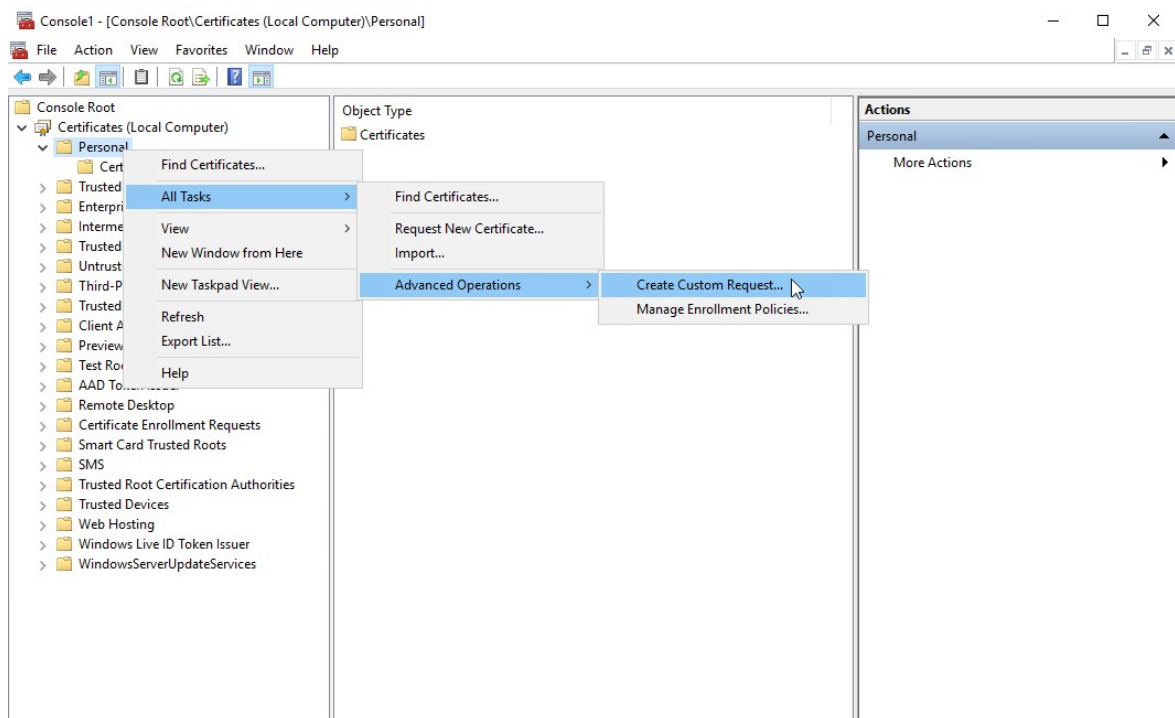 Console1 - [Console Root\Certificates (Local Computer)\Personal]
File Action View Favorites Window Help
Console Root
Certificates (Local Computer)
Personal
Cert
Trusted
Enterpri
Interme
Trusted
Untrust
Third-P
Trusted
Client A
Preview
Test Ro
AAD To
Remote Desktop
Certificate Enrollment Requests
Smart Card Trusted Roots
SMS
Trusted Root Certification Authorities
Trusted Devices
Web Hosting
Windows Live ID Token Issuer
WindowsServerUpdateServices
Find Certificates...
All Tasks
View
New Window from Here
New Taskpad View...
Refresh
Export List...
Help
Object Type
Certificates
Find Certificates...
Request New Certificate...
Import...
Advanced Operations
Create Custom Request...
Manage Enrollment Policies...
Actions
Personal
More Actions